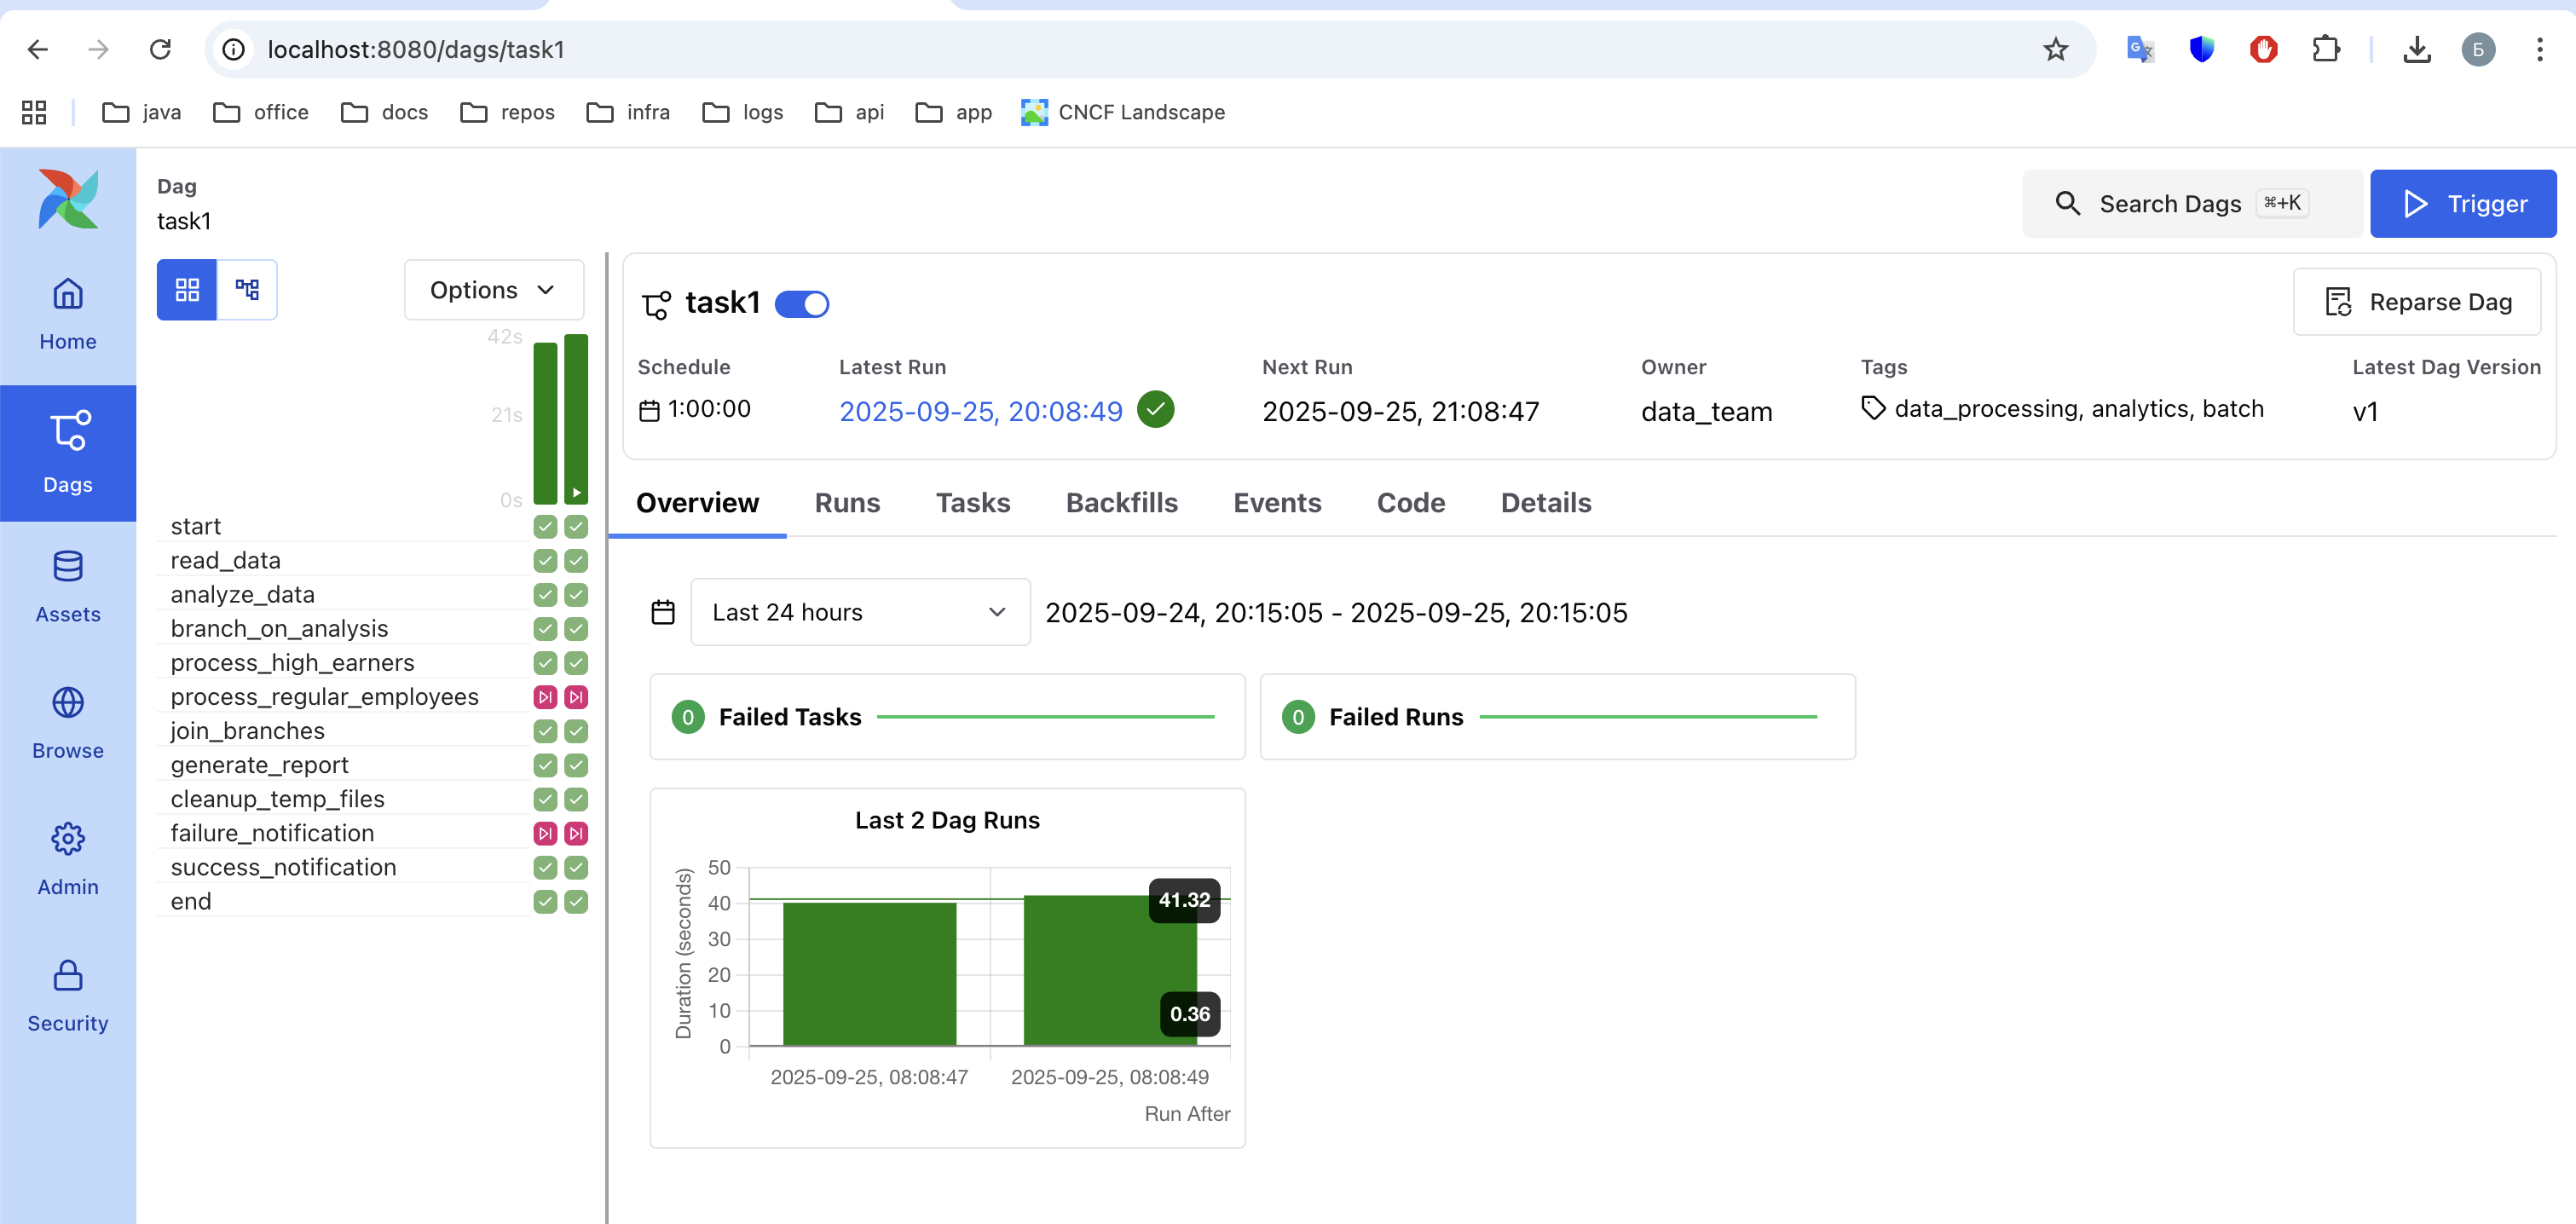 localhost:8080/dags/task1
Б
java office docs repos infra logs api app CNCF Landscape
Dag
task1
Search Dags ⌘+K
Trigger
Home
Dags
Assets
Browse
Admin
Security
Options
42s
21s
0s
start
read_data
analyze_data
branch_on_analysis
process_high_earners
process_regular_employees
join_branches
generate_report
cleanup_temp_files
failure_notification
success_notification
end
task1
Reparse Dag
Schedule Latest Run Next Run Owner Tags Latest Dag Version
1:00:00 2025-09-25, 20:08:49 2025-09-25, 21:08:47 data_team data_processing, analytics, batch v1
Overview Runs Tasks Backfills Events Code Details
Last 24 hours 2025-09-24, 20:15:05 - 2025-09-25, 20:15:05
0 Failed Tasks
0 Failed Runs
Last 2 Dag Runs
Duration (seconds)
50
40
30
20
10
0
41.32
0.36
2025-09-25, 08:08:47 2025-09-25, 08:08:49
Run After